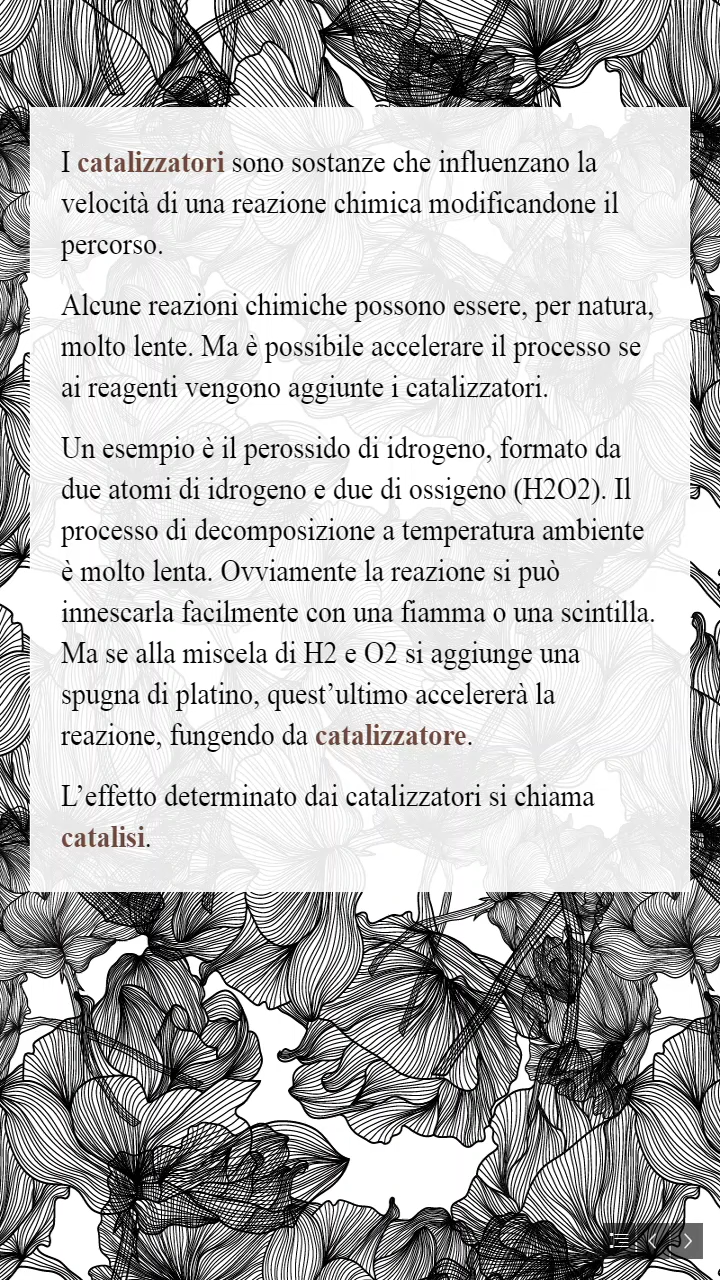 I catalizzatori sono sostanze che influenzano la
velocità di una reazione chimica modificandone il
percorso.
Alcune reazioni chimiche possono essere, per natura,
molto lente. Ma è possibile accelerare il processo se
ai reagenti vengono aggiunte i catalizzatori.
Un esempio è il perossido di idrogeno, formato da
due atomi di idrogeno e due di ossigeno (H2O2). Il
processo di decomposizione a temperatura ambiente
è molto lenta. Ovviamente la reazione si può
innescarla facilmente con una fiamma o una scintilla.
Ma se alla miscela di H2 e O2 si aggiunge una
spugna di platino, quest’ultimo accelererà la
reazione, fungendo da catalizzatore.
L’effetto determinato dai catalizzatori si chiama
catalisi.